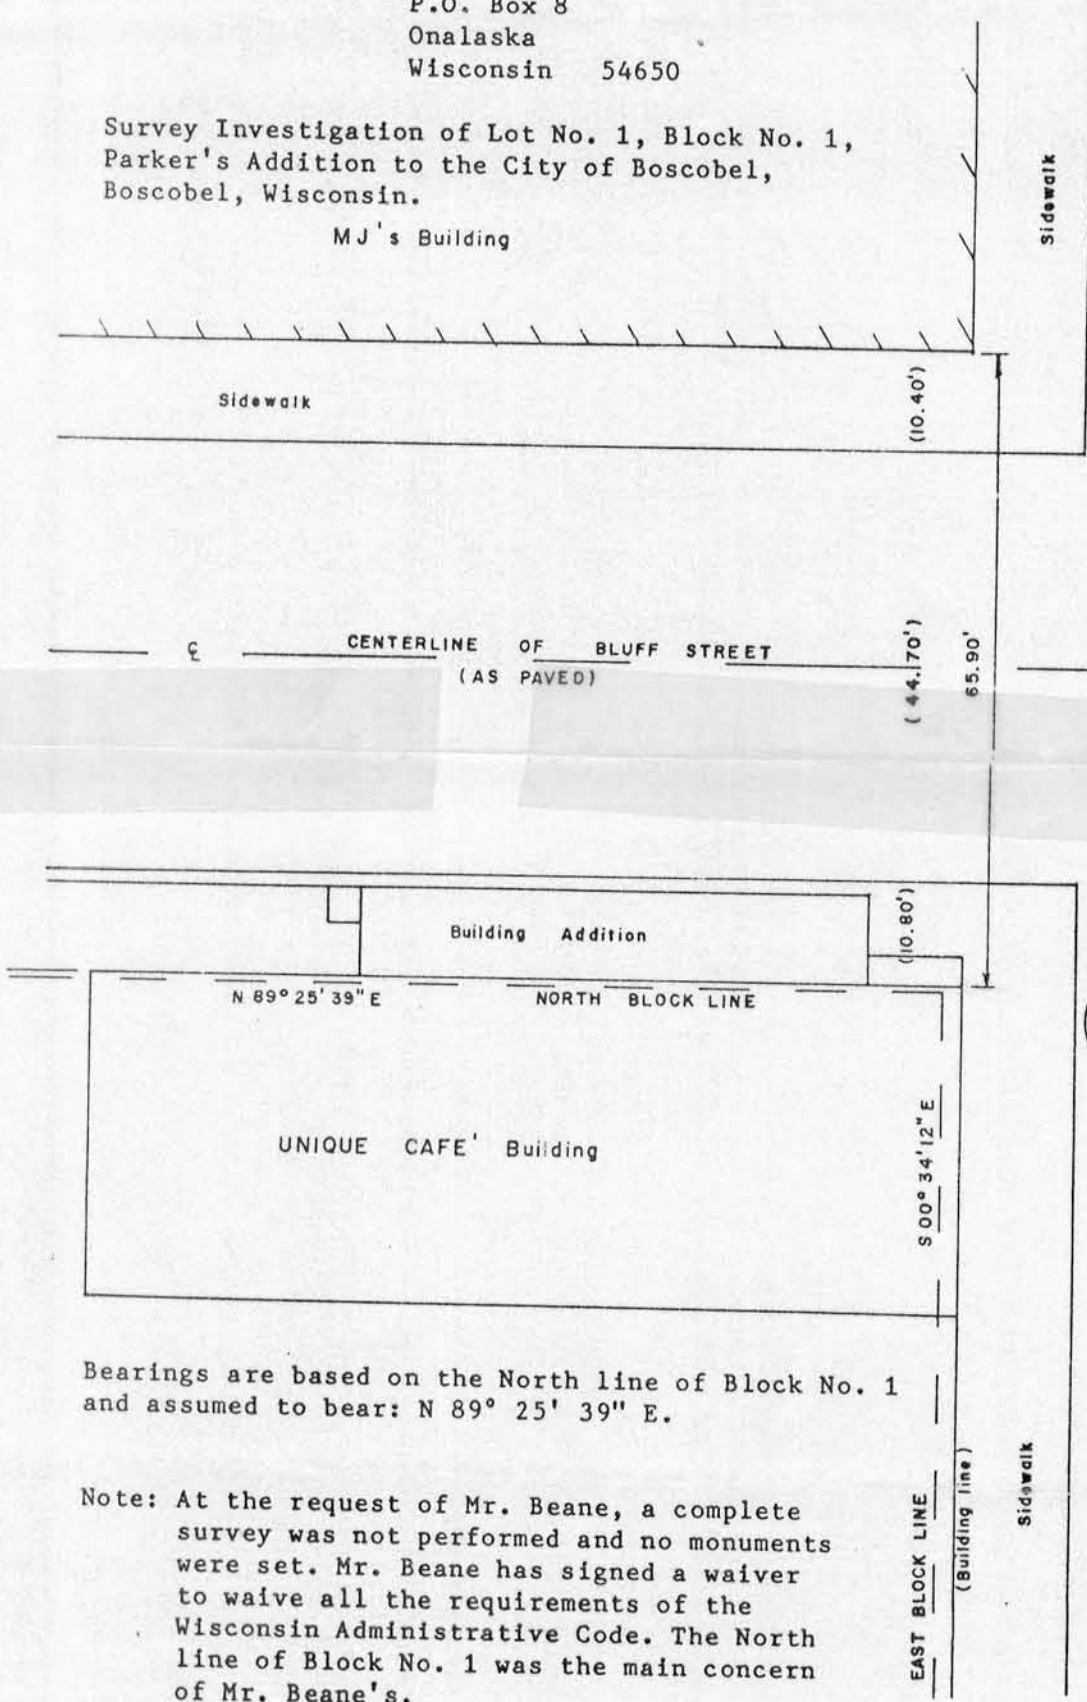 P.O. Box 8
Onalaska
Wisconsin 54650
Survey Investigation of Lot No. 1, Block No. 1,
Parker's Addition to the City of Boscobel,
Boscobel, Wisconsin.
MJ's Building
Sidewalk
Sidewalk
(10.40')
℄ CENTERLINE OF BLUFF STREET
(AS PAVED)
(44.70')
65.90'
Building Addition
(10.80')
N 89° 25' 39" E NORTH BLOCK LINE
UNIQUE CAFE' Building
S 00° 34' 12" E
Bearings are based on the North line of Block No. 1
and assumed to bear: N 89° 25' 39" E.
Note: At the request of Mr. Beane, a complete
survey was not performed and no monuments
were set. Mr. Beane has signed a waiver
to waive all the requirements of the
Wisconsin Administrative Code. The North
line of Block No. 1 was the main concern
of Mr. Beane's.
EAST BLOCK LINE
(Building line)
Sidewalk